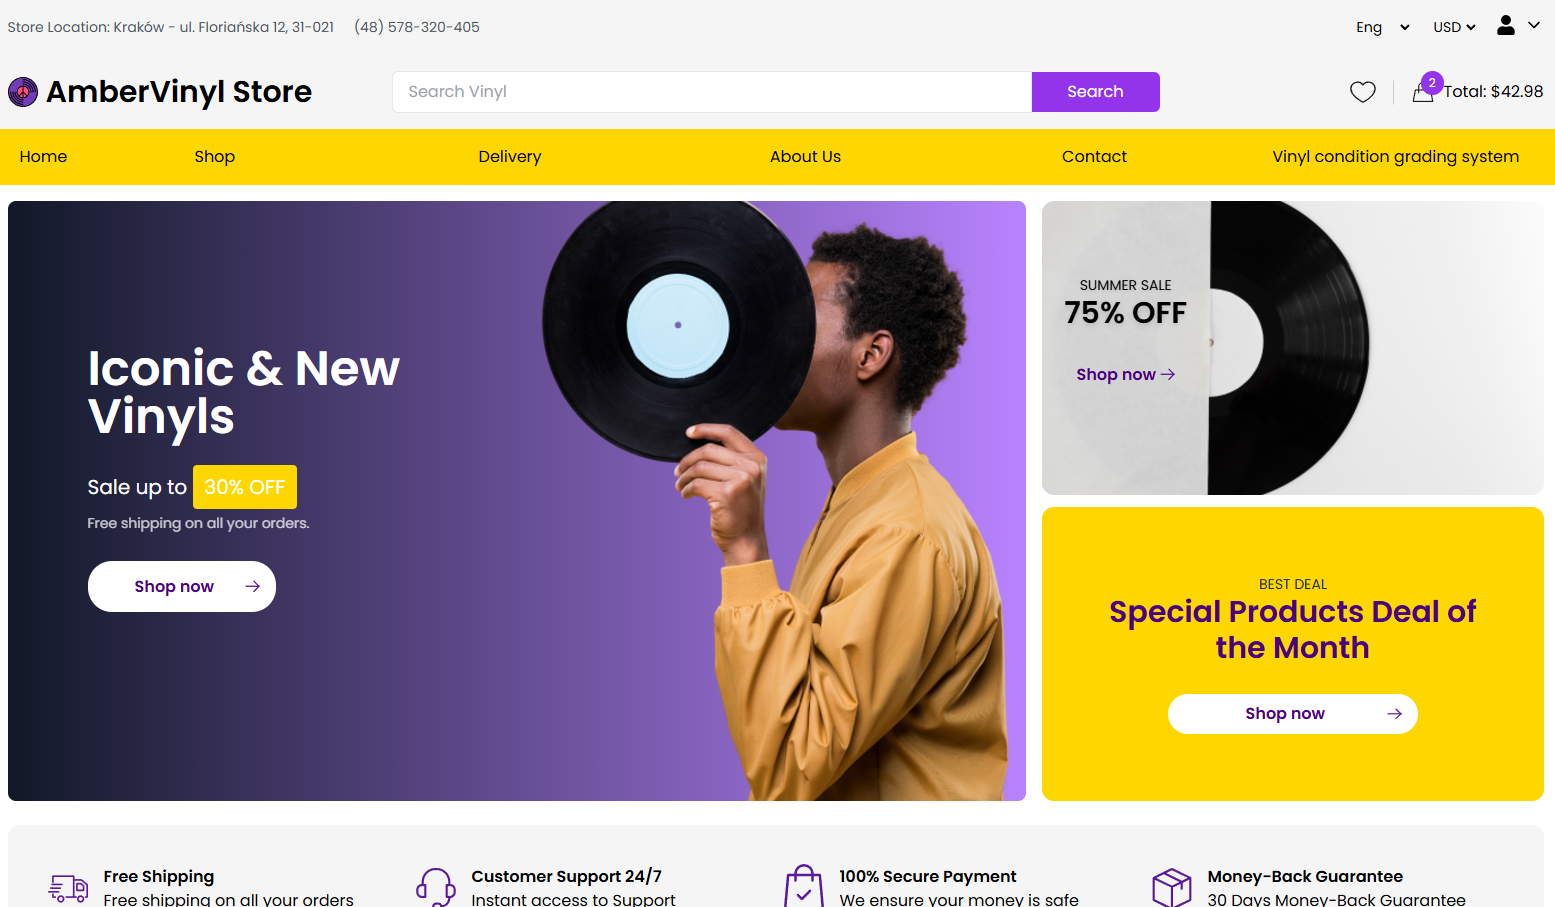 Store Location: Kraków - ul. Floriańska 12, 31-021
(48) 578-320-405
Eng
USD
AmberVinyl Store
Search Vinyl
Search
2
Total: $42.98
Home
Shop
Delivery
About Us
Contact
Vinyl condition grading system
Iconic & New
Vinyls
Sale up to 30% OFF
Free shipping on all your orders.
Shop now
SUMMER SALE
75% OFF
Shop now
BEST DEAL
Special Products Deal of
the Month
Shop now
Free Shipping
Free shipping on all your orders
Customer Support 24/7
Instant access to Support
100% Secure Payment
We ensure your money is safe
Money-Back Guarantee
30 Days Money-Back Guarantee